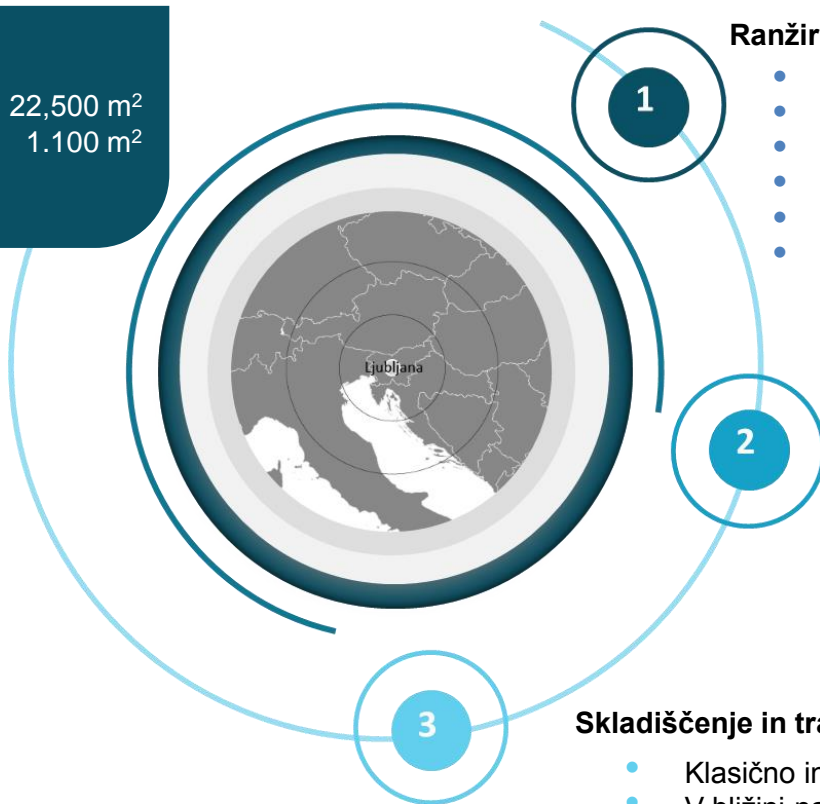 22,500 m²
1.100 m²
Ranžir
1
Ljubljana
2
3
Skladiščenje in tra
Klasično in